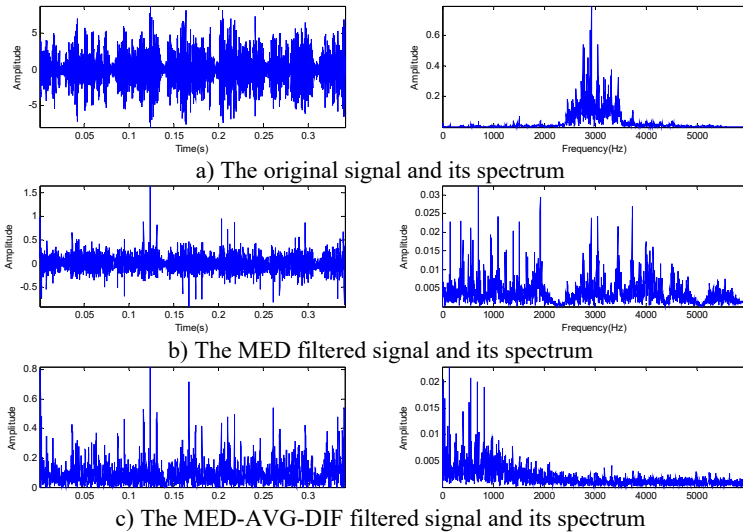 5
0
-5
Amplitude
0.05 0.1 0.15 0.2 0.25 0.3
Time(s)
0.6
0.4
0.2
Amplitude
0 1000 2000 3000 4000 5000
Frequency(Hz)
a) The original signal and its spectrum
1.5
1
0.5
0
-0.5
Amplitude
0.05 0.1 0.15 0.2 0.25 0.3
Time(s)
0.03
0.025
0.02
0.015
0.01
0.005
Amplitude
0 1000 2000 3000 4000 5000
Frequency(Hz)
b) The MED filtered signal and its spectrum
0.8
0.6
0.4
0.2
0
Amplitude
0.05 0.1 0.15 0.2 0.25 0.3
0.02
0.015
0.01
0.005
Amplitude
0 1000 2000 3000 4000 5000
c) The MED-AVG-DIF filtered signal and its spectrum